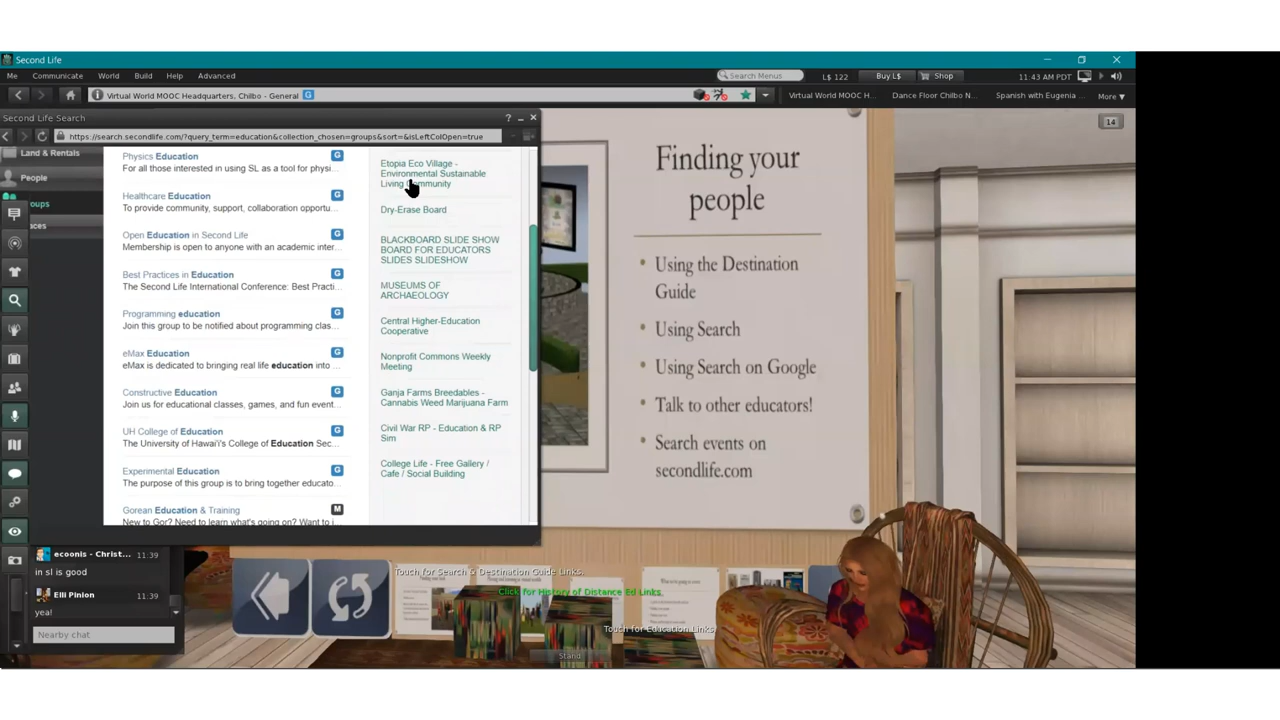 Second Life
Me Communicate World Build Help Advanced
Search Menus
L$ 122
Buy L$
Shop
11:43 AM PDT
Virtual World MOOC Headquarters, Chilbo - General G
Virtual World MOOC H...
Dance Floor Chilbo N...
Spanish with Eugenia ...
More ▼
14
Second Life Search
? _ ×
https://search.secondlife.com/?query_term=education&collection_chosen=groups&sort=&isLeftColOpen=true
Land & Rentals
People
oups
aces
Physics Education G
For all those interested in using SL as a tool for physi...
Healthcare Education G
To provide community, support, collaboration opportu...
Open Education in Second Life G
Membership is open to anyone with an academic inter...
Best Practices in Education G
The Second Life International Conference: Best Practi...
Programming education G
Join this group to be notified about programming clas...
eMax Education G
eMax is dedicated to bringing real life education into ...
Constructive Education G
Join us for educational classes, games, and fun event...
UH College of Education G
The University of Hawai'i's College of Education Sec...
Experimental Education G
The purpose of this group is to bring together educato...
Gorean Education & Training M
New to Gor? Need to learn what's going on? Want to i...
Etopia Eco Village -
Environmental Sustainable
Living Community
Dry-Erase Board
BLACKBOARD SLIDE SHOW
BOARD FOR EDUCATORS
SLIDES SLIDESHOW
MUSEUMS OF
ARCHAEOLOGY
Central Higher-Education
Cooperative
Nonprofit Commons Weekly
Meeting
Ganja Farms Breedables -
Cannabis Weed Marijuana Farm
Civil War RP - Education & RP
Sim
College Life - Free Gallery /
Cafe / Social Building
Finding your
people
• Using the Destination
Guide
• Using Search
• Using Search on Google
• Talk to other educators!
• Search events on
secondlife.com
ecoonis - Christ... 11:39
in sl is good
Elli Pinion 11:39
yea!
Nearby chat
Touch for Search & Destination Guide Links.
Click for History of Distance Ed Links.
Touch for Education Links
Stand